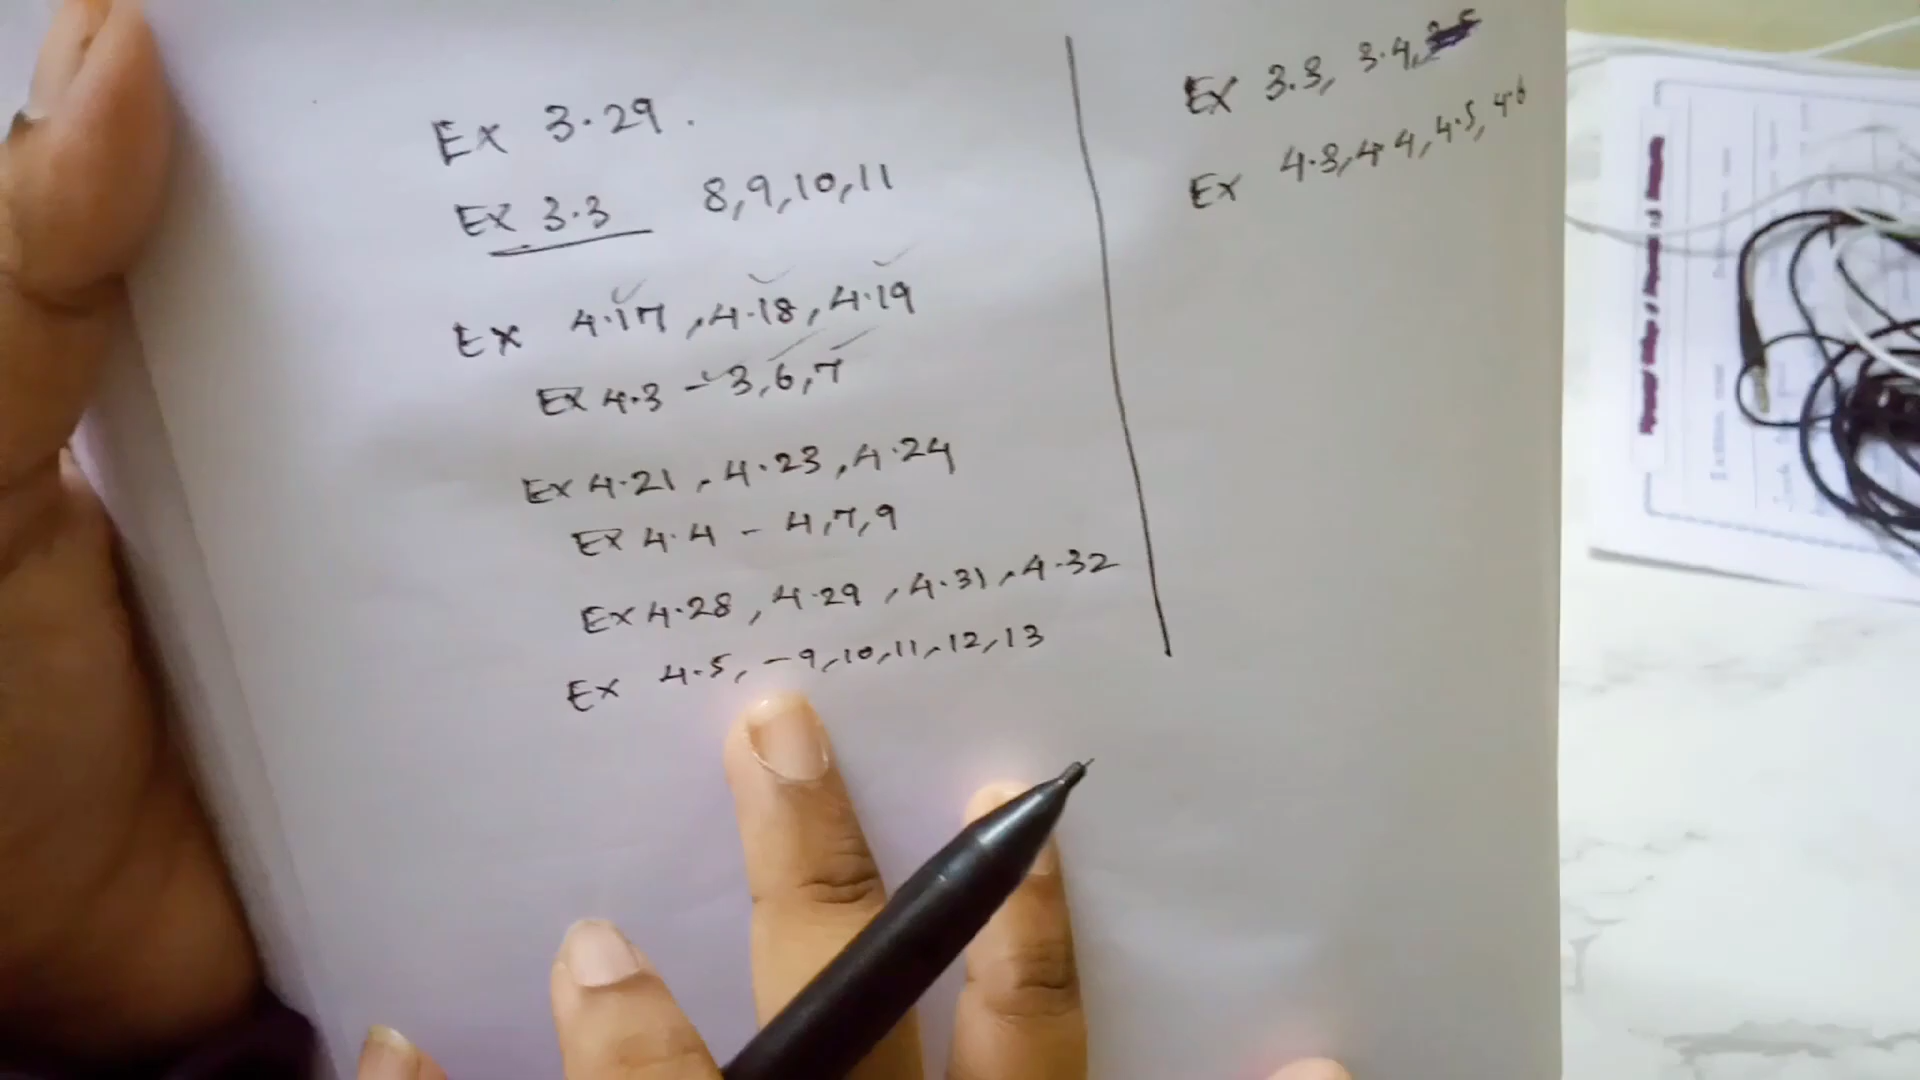 Ex 3.29.
Ex 3.3 8,9,10,11
Ex 4.17, 4.18, 4.19
Ex 4.3 - 3,6,7
Ex 4.21, 4.23, 4.24
Ex 4.4 - 4,7,9
Ex 4.28, 4.29, 4.31, 4.32
Ex 4.5, - 9,10,11,12,13
Ex 3.3, 3.4,
Ex 4.3, 4.4, 4.5, 4.6